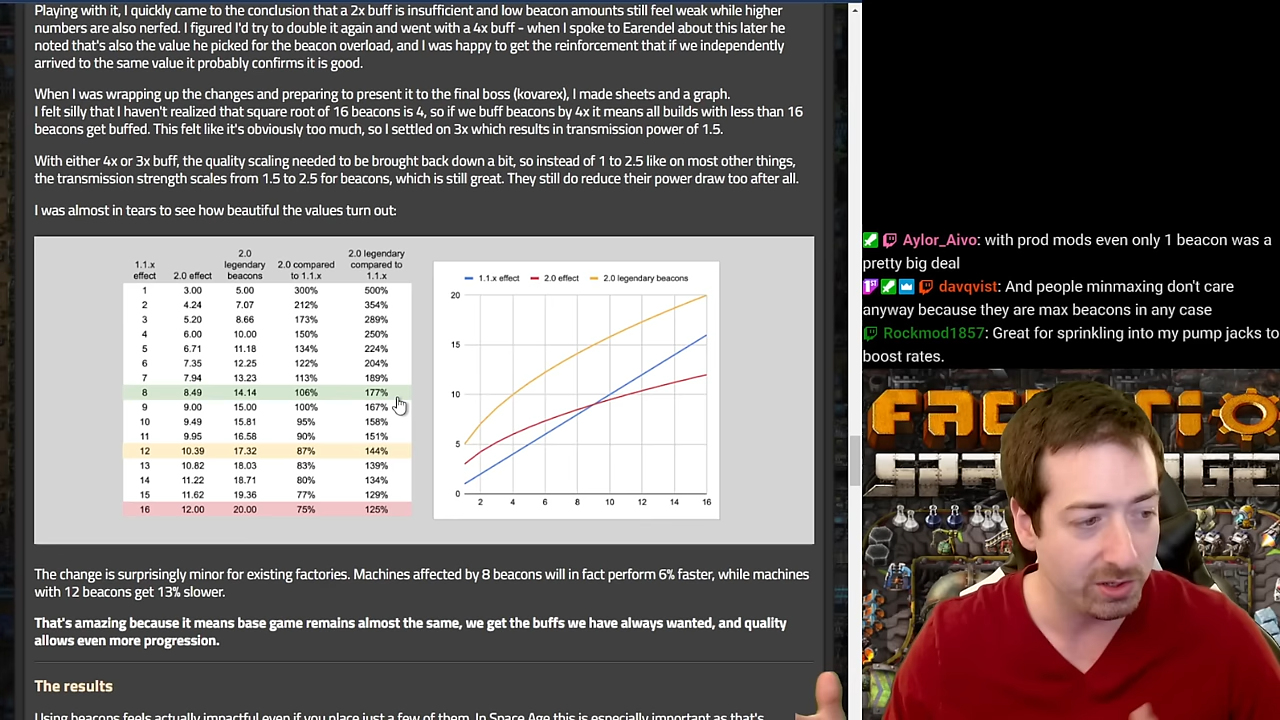 Playing with it, I quickly came to the conclusion that a 2x buff is insufficient and low beacon amounts still feel weak while higher
numbers are also nerfed. I figured I'd try to double it again and went with a 4x buff - when I spoke to Earendel about this later he
noted that's also the value he picked for the beacon overload, and I was happy to get the reinforcement that if we independently
arrived to the same value it probably confirms it is good.
When I was wrapping up the changes and preparing to present it to the final boss (kovarex), I made sheets and a graph.
I felt silly that I haven't realized that square root of 16 beacons is 4, so if we buff beacons by 4x it means all builds with less than 16
beacons get buffed. This felt like it's obviously too much, so I settled on 3x which results in transmission power of 1.5.
With either 4x or 3x buff, the quality scaling needed to be brought back down a bit, so instead of 1 to 2.5 like on most other things,
the transmission strength scales from 1.5 to 2.5 for beacons, which is still great. They still do reduce their power draw too after all.
I was almost in tears to see how beautiful the values turn out:
1.1.x effect 2.0 effect 2.0 legendary beacons 2.0 compared to 1.1.x 2.0 legendary compared to 1.1.x
1 3.00 5.00 300% 500%
2 4.24 7.07 212% 354%
3 5.20 8.66 173% 289%
4 6.00 10.00 150% 250%
5 6.71 11.18 134% 224%
6 7.35 12.25 122% 204%
7 7.94 13.23 113% 189%
8 8.49 14.14 106% 177%
9 9.00 15.00 100% 167%
10 9.49 15.81 95% 158%
11 9.95 16.58 90% 151%
12 10.39 17.32 87% 144%
13 10.82 18.03 83% 139%
14 11.22 18.71 80% 134%
15 11.62 19.36 77% 129%
16 12.00 20.00 75% 125%
1.1.x effect 2.0 effect 2.0 legendary beacons
20
15
10
5
0
2 4 6 8 10 12 14 16
The change is surprisingly minor for existing factories. Machines affected by 8 beacons will in fact perform 6% faster, while machines
with 12 beacons get 13% slower.
That's amazing because it means base game remains almost the same, we get the buffs we have always wanted, and quality
allows even more progression.
The results
Using beacons feels actually impactful even if you place just a few of them. In Space Age this is especially important as that's
Aylor_Aivo: with prod mods even only 1 beacon was a
pretty big deal
davqvist: And people minmaxing don't care
anyway because they are max beacons in any case
Rockmod1857: Great for sprinkling into my pump jacks to
boost rates.
FACTORIO